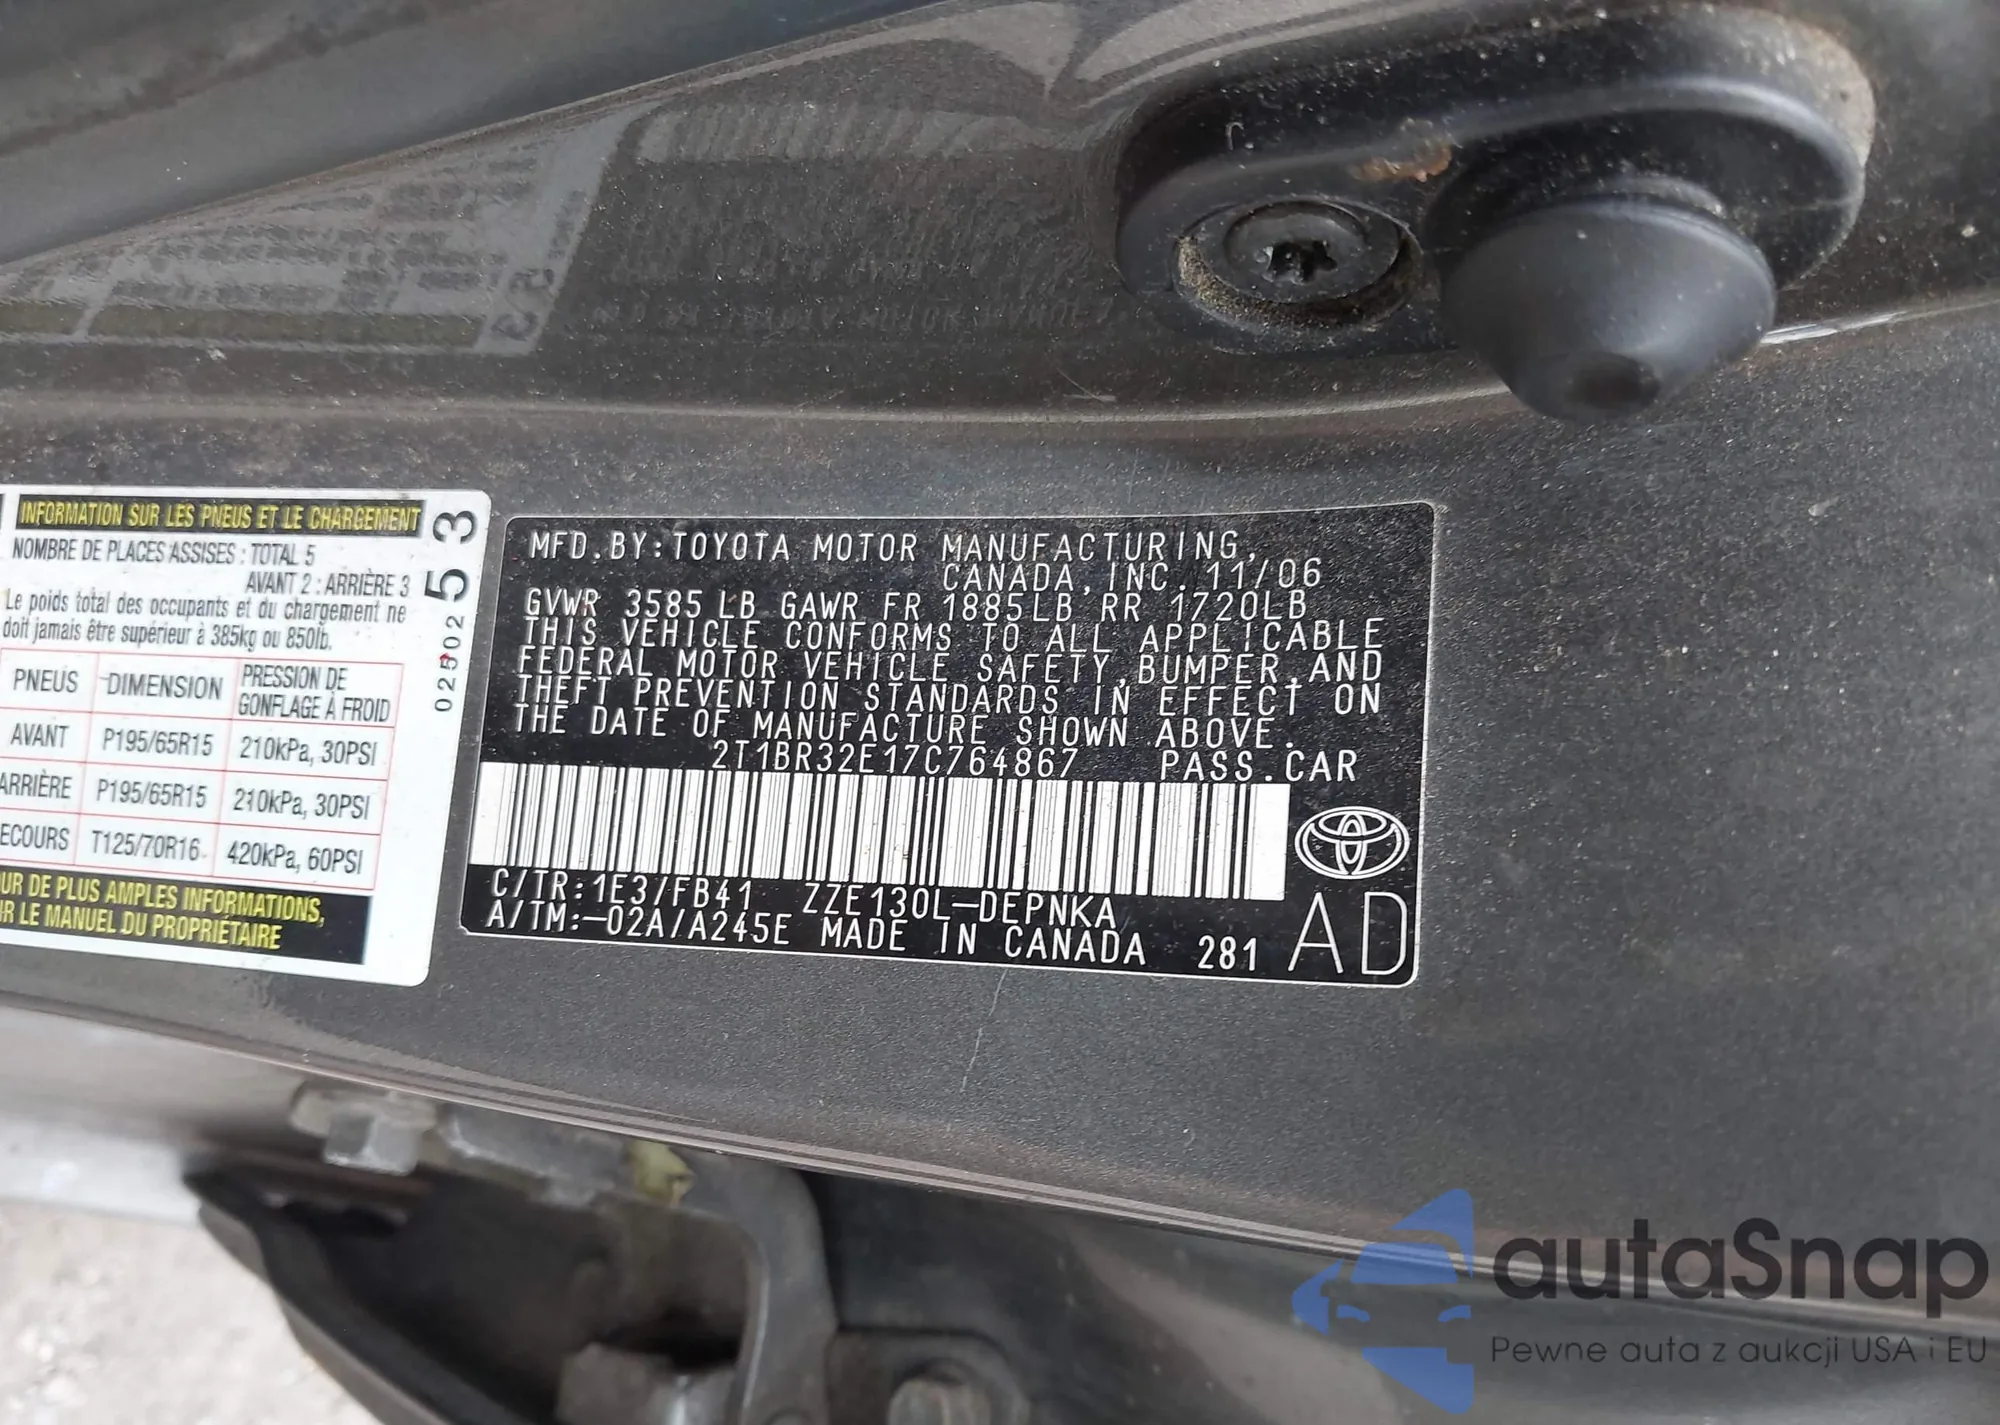 INFORMATION SUR LES PNEUS ET LE CHARGEMENT
NOMBRE DE PLACES ASSISES : TOTAL 5
AVANT 2 : ARRIÈRE 3
Le poids total des occupants et du chargement ne
doit jamais être supérieur à 385kg ou 850lb.
PNEUS DIMENSION PRESSION DE GONFLAGE À FROID
AVANT P195/65R15 210kPa, 30PSI
ARRIÈRE P195/65R15 210kPa, 30PSI
ECOURS T125/70R16 420kPa, 60PSI
UR DE PLUS AMPLES INFORMATIONS,
IR LE MANUEL DU PROPRIÉTAIRE
02502 53
MFD.BY:TOYOTA MOTOR MANUFACTURING,
CANADA, INC. 11/06
GVWR 3585LB GAWR FR 1885LB RR 1720LB
THIS VEHICLE CONFORMS TO ALL APPLICABLE
FEDERAL MOTOR VEHICLE SAFETY, BUMPER, AND
THEFT PREVENTION STANDARDS IN EFFECT ON
THE DATE OF MANUFACTURE SHOWN ABOVE.
2T1BR32E17C764867 PASS.CAR
C/TR:1E3/FB41 ZZE130L-DEPNKA
A/TM:-02A/A245E MADE IN CANADA 281 AD
autaSnap
Pewne auta z aukcji USA i EU